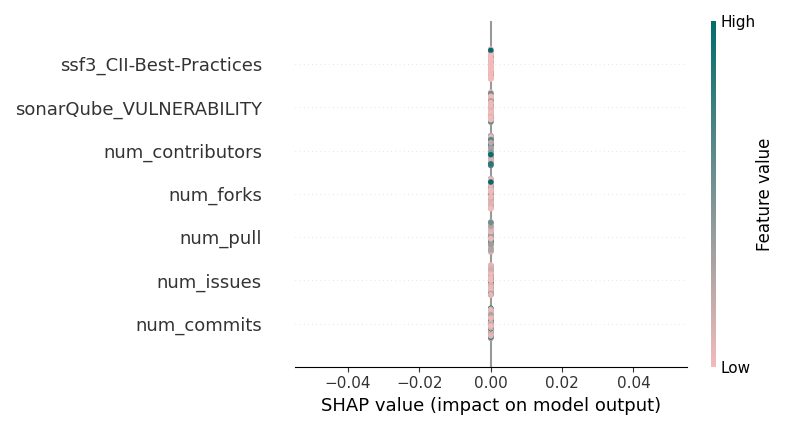 High
ssf3_CII-Best-Practices
sonarQube_VULNERABILITY
num_contributors
num_forks
num_pull
num_issues
num_commits
Feature value
Low
−0.04 −0.02 0.00 0.02 0.04
SHAP value (impact on model output)